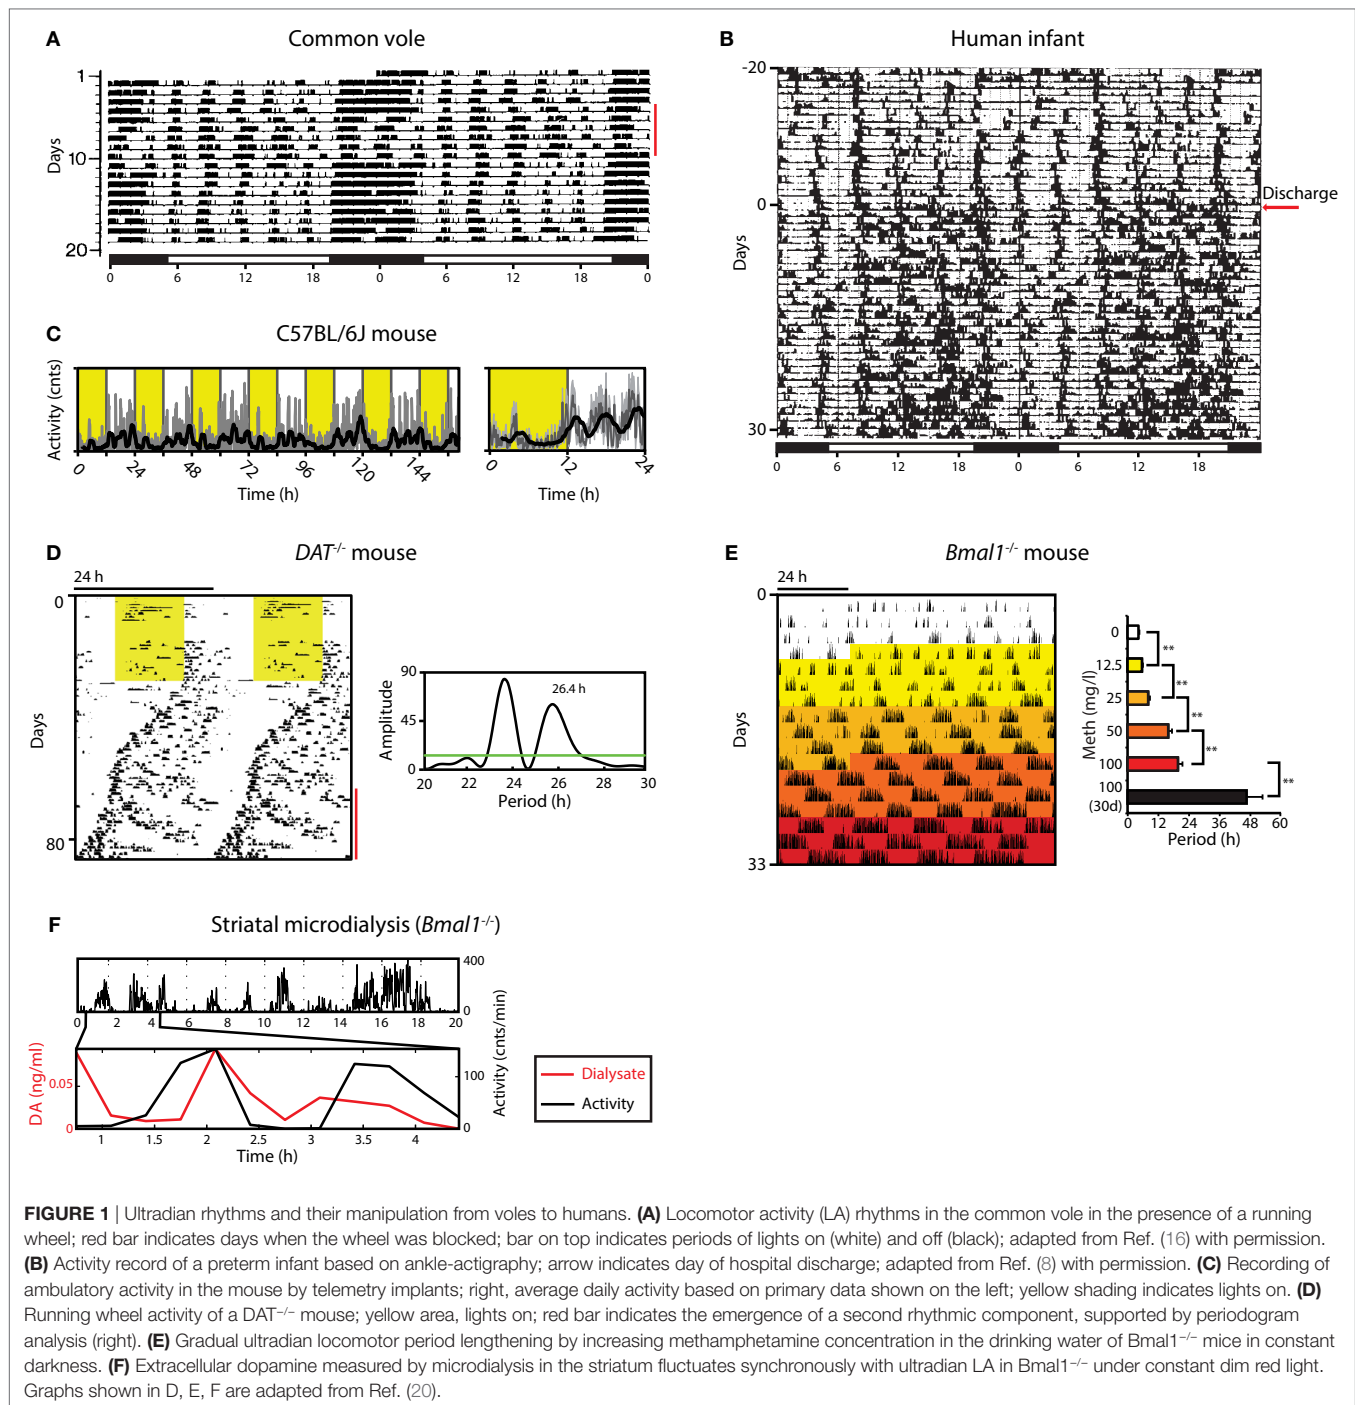 A
Common vole
1
10
20
Days
0 6 12 18 0 6 12 18 0
B
Human infant
-20
0
30
Days
Discharge
0 6 12 18 0 6 12 18
C
C57BL/6J mouse
Activity (cnts)
0 24 48 72 96 120 144
Time (h)
0 12 24
Time (h)
D
DAT-/- mouse
24 h
0
80
Days
90
45
0
Amplitude
26.4 h
20 22 24 26 28 30
Period (h)
E
Bmal1-/- mouse
24 h
0
33
Days
Meth (mg/l)
0
12.5
25
50
100
100
(30d)
**
**
**
**
**
0 12 24 36 48 60
Period (h)
F
Striatal microdialysis (Bmal1-/-)
400
0
0 2 4 6 8 10 12 14 16 18 20
Activity (cnts/min)
DA (ng/ml)
0.05
0
100
0
1 1.5 2 2.5 3 3.5 4
Time (h)
Dialysate
Activity
FIGURE 1 | Ultradian rhythms and their manipulation from voles to humans. (A) Locomotor activity (LA) rhythms in the common vole in the presence of a running
wheel; red bar indicates days when the wheel was blocked; bar on top indicates periods of lights on (white) and off (black); adapted from Ref. (16) with permission.
(B) Activity record of a preterm infant based on ankle-actigraphy; arrow indicates day of hospital discharge; adapted from Ref. (8) with permission. (C) Recording of
ambulatory activity in the mouse by telemetry implants; right, average daily activity based on primary data shown on the left; yellow shading indicates lights on. (D)
Running wheel activity of a DAT−/− mouse; yellow area, lights on; red bar indicates the emergence of a second rhythmic component, supported by periodogram
analysis (right). (E) Gradual ultradian locomotor period lengthening by increasing methamphetamine concentration in the drinking water of Bmal1−/− mice in constant
darkness. (F) Extracellular dopamine measured by microdialysis in the striatum fluctuates synchronously with ultradian LA in Bmal1−/− under constant dim red light.
Graphs shown in D, E, F are adapted from Ref. (20).